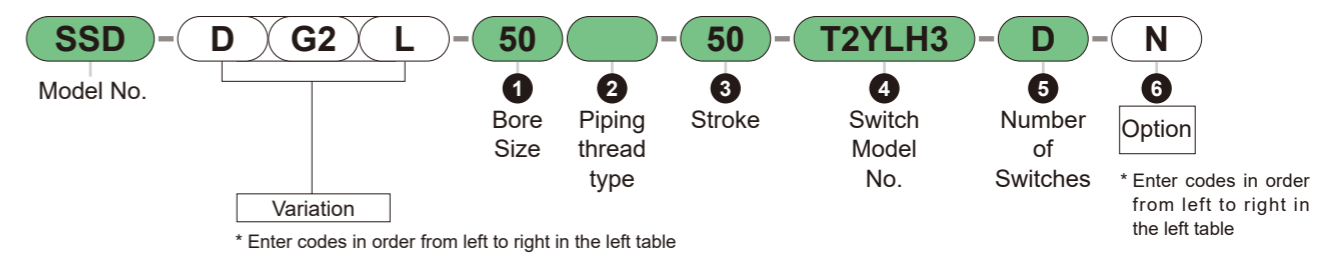 SSD - D G2 L - 50 - 50 - T2YLH3 - D - N
Model No.
1 2 3 4 5 6
Bore Piping Stroke Switch Number Option
Size thread Model of
type No. Switches
Variation
* Enter codes in order from left to right in the left table
* Enter codes in order
from left to right in
the left table